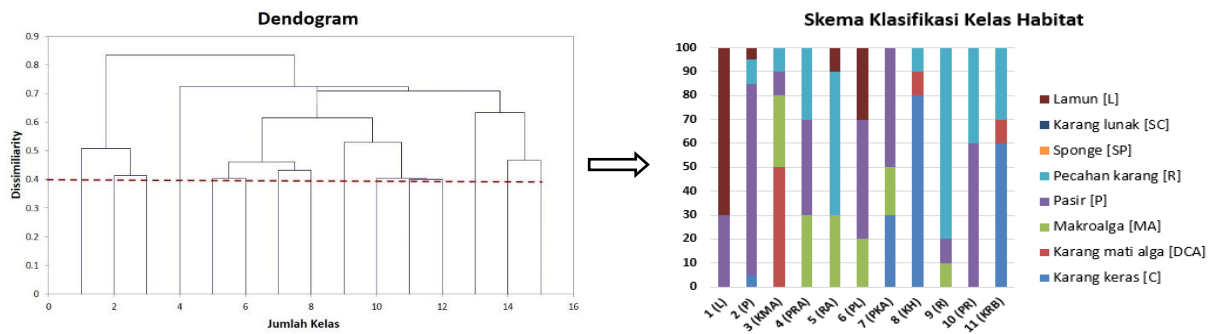 Dendogram
0.9
0.8
0.7
0.6
0.5
0.4
0.3
0.2
0.1
0
Dissimiliarity
0 2 4 6 8 10 12 14 16
Jumlah Kelas
Skema Klasifikasi Kelas Habitat
100
90
80
70
60
50
40
30
20
10
0
1 (L) 2 (P) 3 (KMA) 4 (PRA) 5 (RA) 6 (PL) 7 (PKA) 8 (KH) 9 (R) 10 (PR) 11 (KRB)
Lamun [L]
Karang lunak [SC]
Sponge [SP]
Pecahan karang [R]
Pasir [P]
Makroalga [MA]
Karang mati alga [DCA]
Karang keras [C]